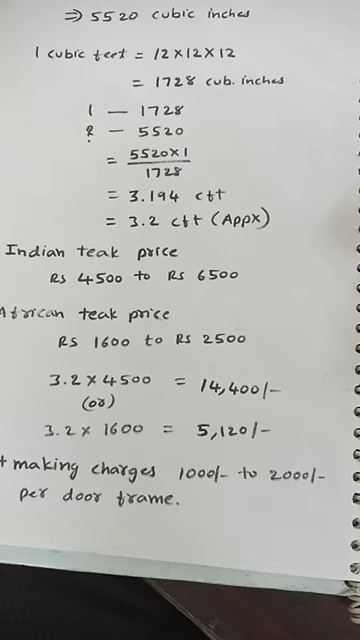 ⇒ 5520 cubic inches
1 cubic feet = 12×12×12
= 1728 cub. inches
1 — 1728
? — 5520
= 5520×1
1728
= 3.194 cft
= 3.2 cft (Appx)
Indian teak price
Rs 4500 to Rs 6500
African teak price
Rs 1600 to Rs 2500
3.2 × 4500 = 14,400/-
(or)
3.2 × 1600 = 5,120/-
+ making charges 1000/- to 2000/-
per door frame.